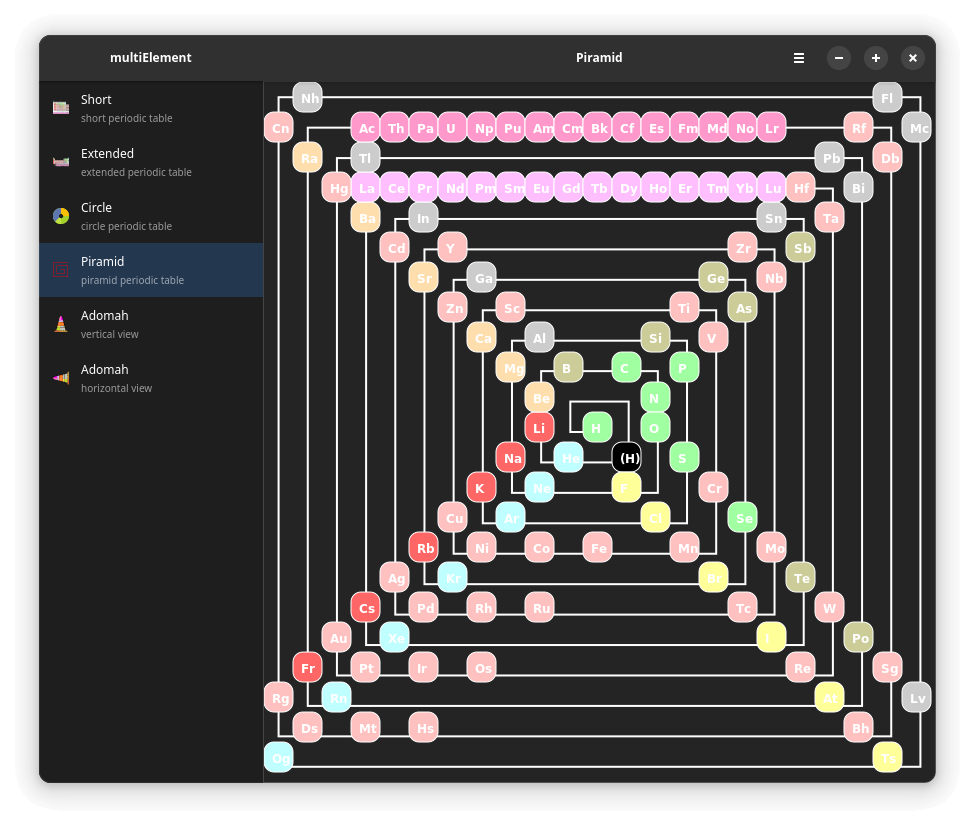 multiElement
Piramid
Short
short periodic table
Extended
extended periodic table
Circle
circle periodic table
Piramid
piramid periodic table
Adomah
vertical view
Adomah
horizontal view
Nh Fl
Cn Ac Th Pa U Np Pu Am Cm Bk Cf Es Fm Md No Lr Rf Mc
Ra Tl Pb Db
Hg La Ce Pr Nd Pm Sm Eu Gd Tb Dy Ho Er Tm Yb Lu Hf Bi
Ba In Sn Ta
Cd Y Zr Sb
Sr Ga Ge Nb
Zn Sc Ti As
Ca Al Si V
Mg B C P
Be N
Li H O
Na He (H) S
K Ne F Cr
Cu Ar Cl Se
Rb Ni Co Fe Mn Mo
Ag Kr Br Te
Cs Pd Rh Ru Tc W
Au Xe I Po
Fr Pt Ir Os Re Sg
Rg Rn At Lv
Ds Mt Hs Bh
Og Ts